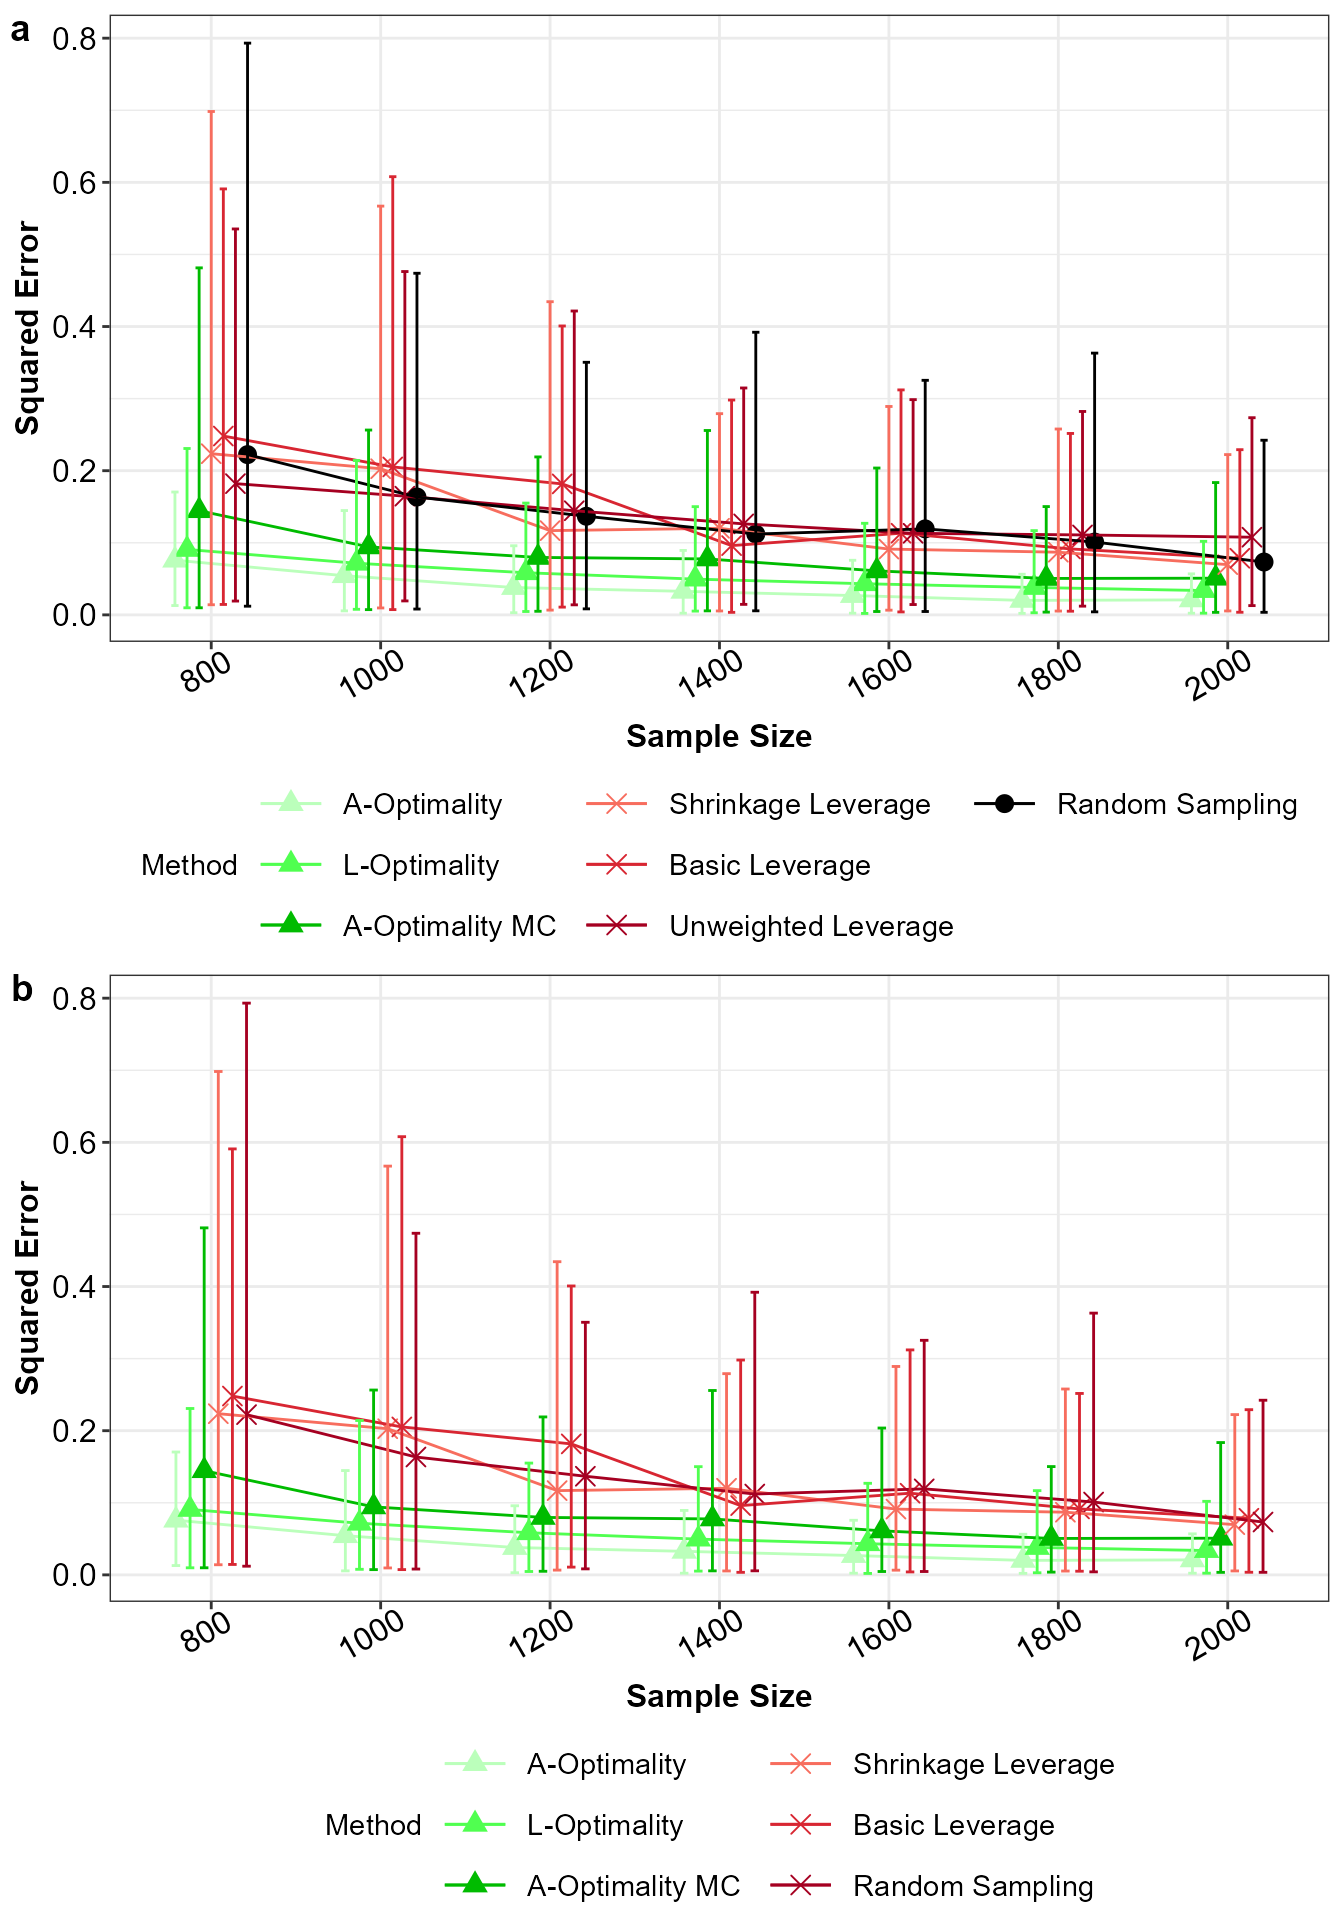 a
0.8
0.6
0.4
0.2
0.0
Squared Error
800 1000 1200 1400 1600 1800 2000
Sample Size
Method
A-Optimality
L-Optimality
A-Optimality MC
Shrinkage Leverage
Basic Leverage
Unweighted Leverage
Random Sampling
b
0.8
0.6
0.4
0.2
0.0
Squared Error
800 1000 1200 1400 1600 1800 2000
Sample Size
Method
A-Optimality
L-Optimality
A-Optimality MC
Shrinkage Leverage
Basic Leverage
Random Sampling